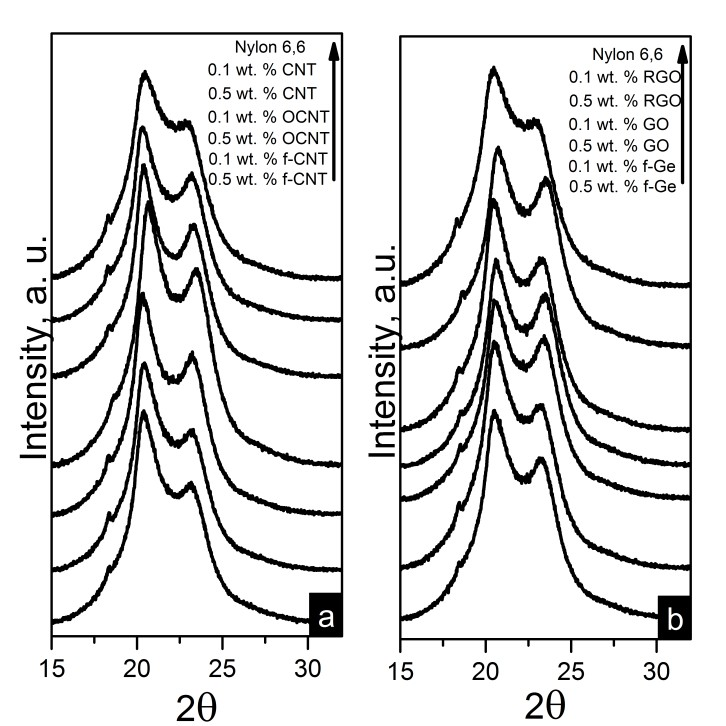 Intensity, a. u.
Nylon 6,6
0.1 wt. % CNT
0.5 wt. % CNT
0.1 wt. % OCNT
0.5 wt. % OCNT
0.1 wt. % f-CNT
0.5 wt. % f-CNT
a
15 20 25 30
2θ
Intensity, a.u.
Nylon 6,6
0.1 wt. % RGO
0.5 wt. % RGO
0.1 wt. % GO
0.5 wt. % GO
0.1 wt. % f-Ge
0.5 wt. % f-Ge
b
15 20 25 30
2θ